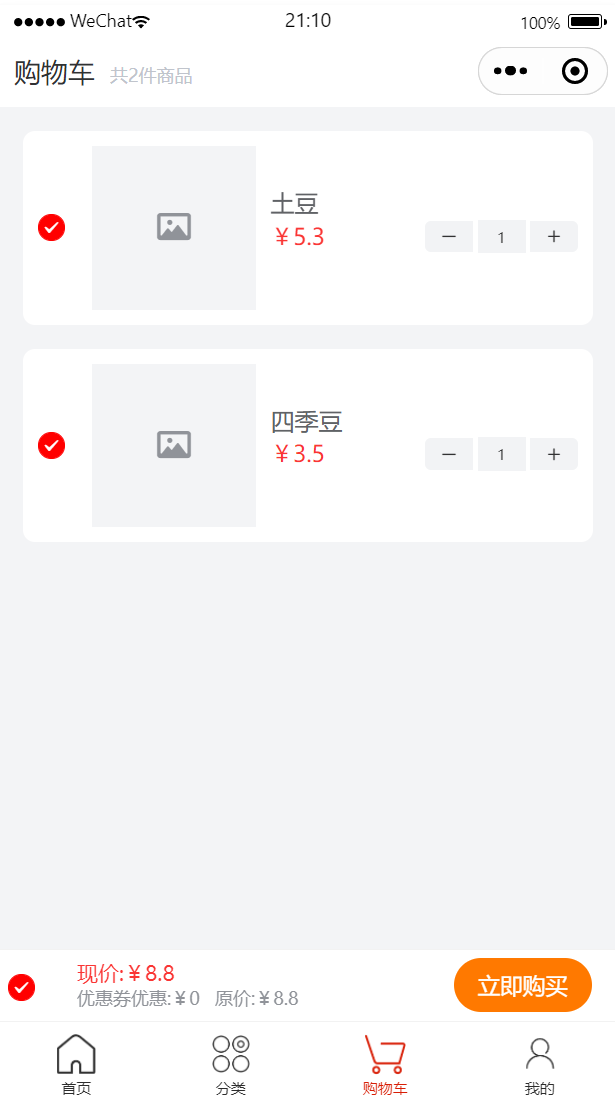 WeChat 21:10 100%
购物车 共2件商品
土豆
￥5.3
1
四季豆
￥3.5
1
现价:￥8.8
优惠券优惠:￥0 原价:￥8.8
立即购买
首页 分类 购物车 我的